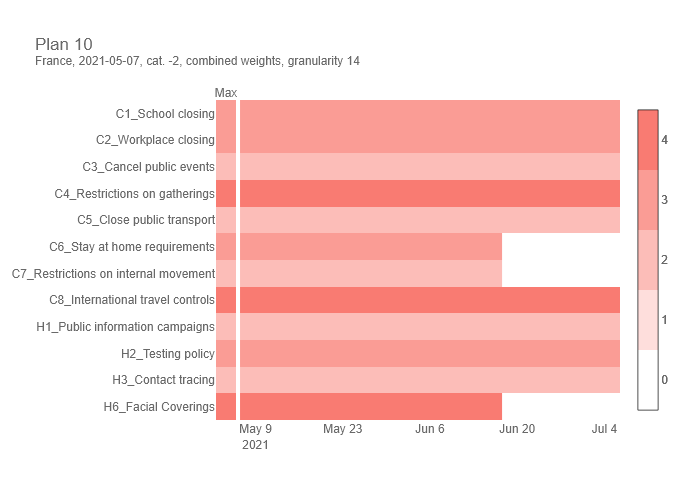 Plan 10
France, 2021-05-07, cat. -2, combined weights, granularity 14
Max
C1_School closing
C2_Workplace closing
C3_Cancel public events
C4_Restrictions on gatherings
C5_Close public transport
C6_Stay at home requirements
C7_Restrictions on internal movement
C8_International travel controls
H1_Public information campaigns
H2_Testing policy
H3_Contact tracing
H6_Facial Coverings
May 9 May 23 Jun 6 Jun 20 Jul 4
2021
4
3
2
1
0